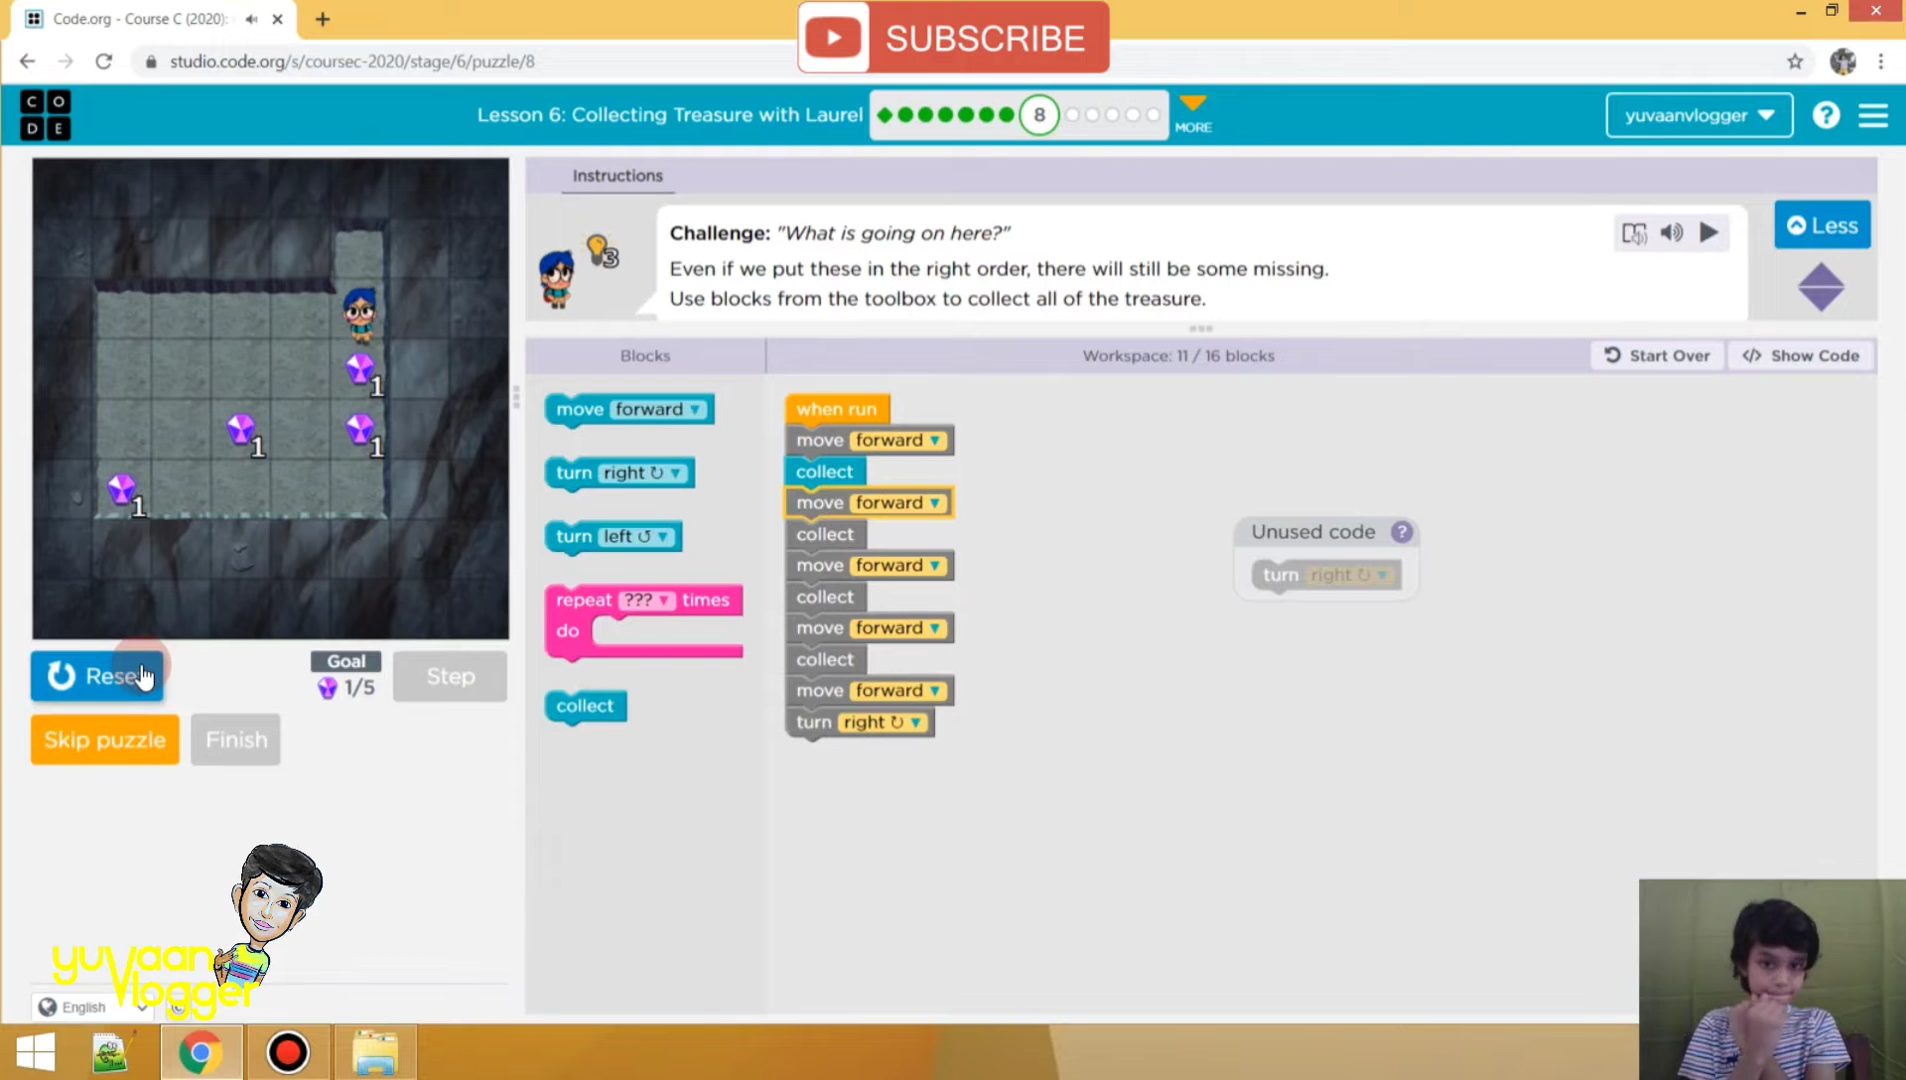 Code.org - Course C (2020):
SUBSCRIBE
studio.code.org/s/coursec-2020/stage/6/puzzle/8
CO
DE
Lesson 6: Collecting Treasure with Laurel
8
MORE
yuvaanvlogger
?
Instructions
Challenge: "What is going on here?"
Even if we put these in the right order, there will still be some missing.
Use blocks from the toolbox to collect all of the treasure.
3
Less
Blocks
Workspace: 11 / 16 blocks
Start Over
</> Show Code
move forward
turn right
turn left
repeat ??? times
do
collect
when run
move forward
collect
move forward
collect
move forward
collect
move forward
collect
move forward
turn right
Unused code ?
turn right
1
1
1
1
Goal
1/5
Step
Skip puzzle
Finish
yuvaan
Vlogger
English